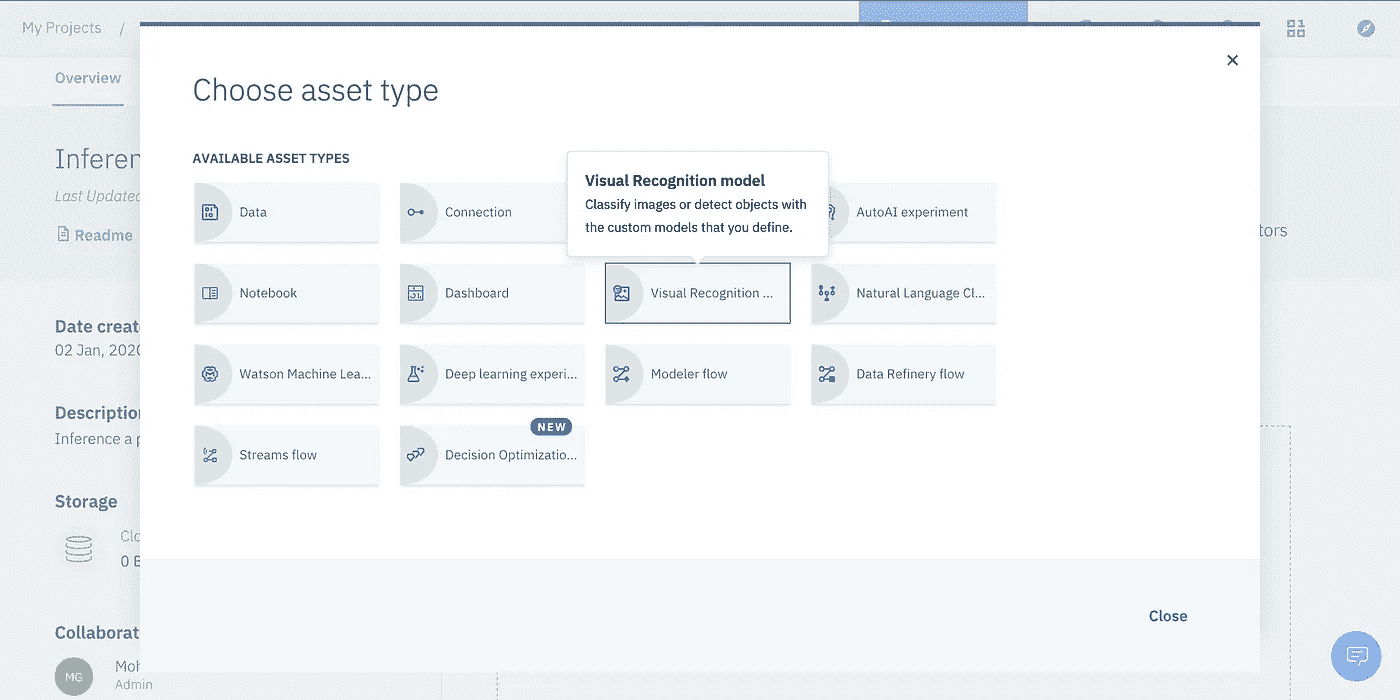 My Projects /
Overview
Choose asset type
Inferen
Last Updated
Readme
AVAILABLE ASSET TYPES
Data
Connection
Visual Recognition model
Classify images or detect objects with
the custom models that you define.
AutoAI experiment
tors
Notebook
Dashboard
Visual Recognition ...
Natural Language Cl...
Date create
02 Jan, 2020
Watson Machine Lea...
Deep learning experi...
Modeler flow
Data Refinery flow
Description
Inference a p
NEW
Streams flow
Decision Optimizatio...
Storage
Clo
0 B
Close
Collaborat
MG
Moh
Admin